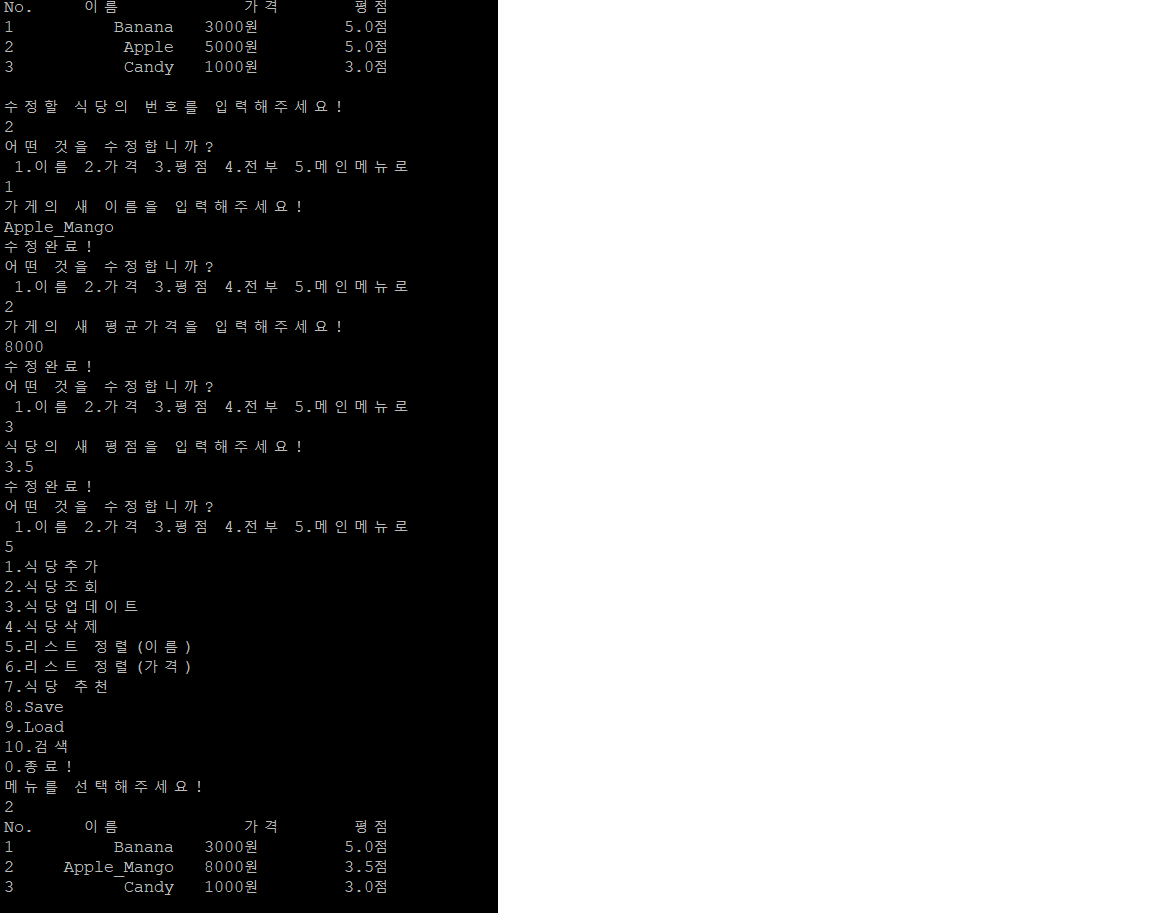 No. 이름 가격 평점
1 Banana 3000원 5.0점
2 Apple 5000원 5.0점
3 Candy 1000원 3.0점
수정할 식당의 번호를 입력해주세요!
2
어떤 것을 수정합니까?
1.이름 2.가격 3.평점 4.전부 5.메인메뉴로
1
가게의 새 이름을 입력해주세요!
Apple_Mango
수정완료!
어떤 것을 수정합니까?
1.이름 2.가격 3.평점 4.전부 5.메인메뉴로
2
가게의 새 평균가격을 입력해주세요!
8000
수정완료!
어떤 것을 수정합니까?
1.이름 2.가격 3.평점 4.전부 5.메인메뉴로
3
식당의 새 평점을 입력해주세요!
3.5
수정완료!
어떤 것을 수정합니까?
1.이름 2.가격 3.평점 4.전부 5.메인메뉴로
5
1.식당추가
2.식당조회
3.식당업데이트
4.식당삭제
5.리스트 정렬(이름)
6.리스트 정렬(가격)
7.식당 추천
8.Save
9.Load
10.검색
0.종료!
메뉴를 선택해주세요!
2
No. 이름 가격 평점
1 Banana 3000원 5.0점
2 Apple_Mango 8000원 3.5점
3 Candy 1000원 3.0점